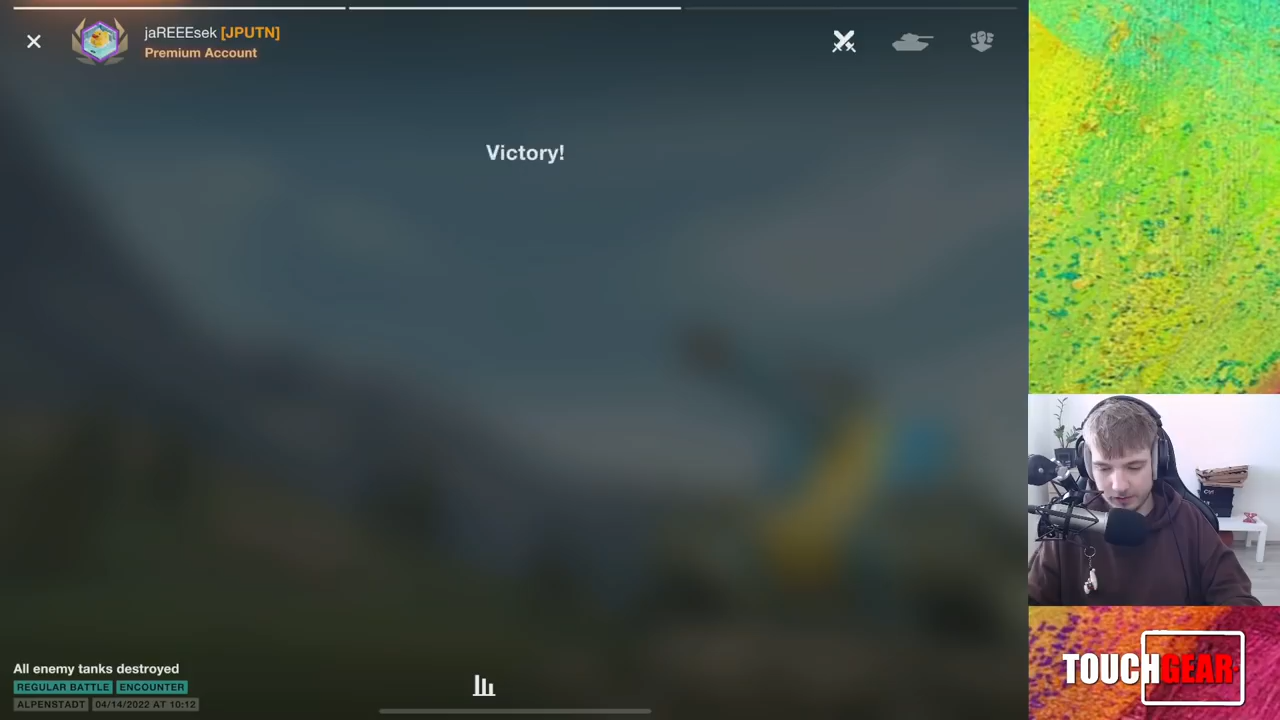 jaREEEsek [JPUTN]
Premium Account
Victory!
All enemy tanks destroyed
REGULAR BATTLE ENCOUNTER
ALPENSTADT 04/14/2022 AT 10:12
TOUCHGEAR